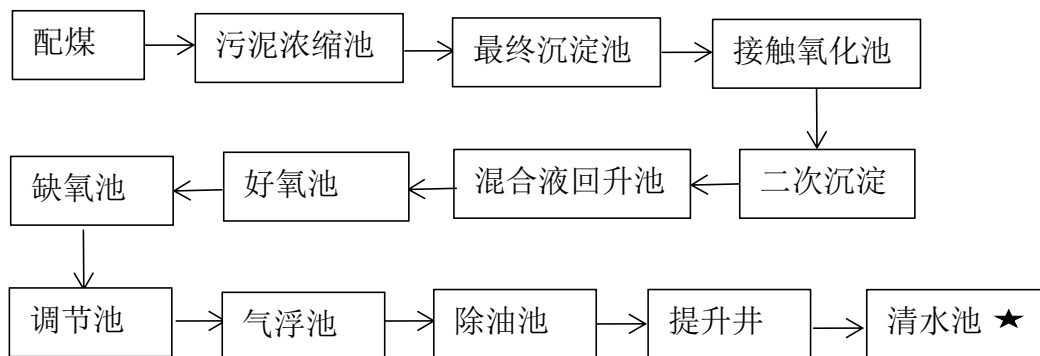 配煤
污泥浓缩池
最终沉淀池
接触氧化池
缺氧池
好氧池
混合液回升池
二次沉淀
调节池
气浮池
除油池
提升井
清水池 ★